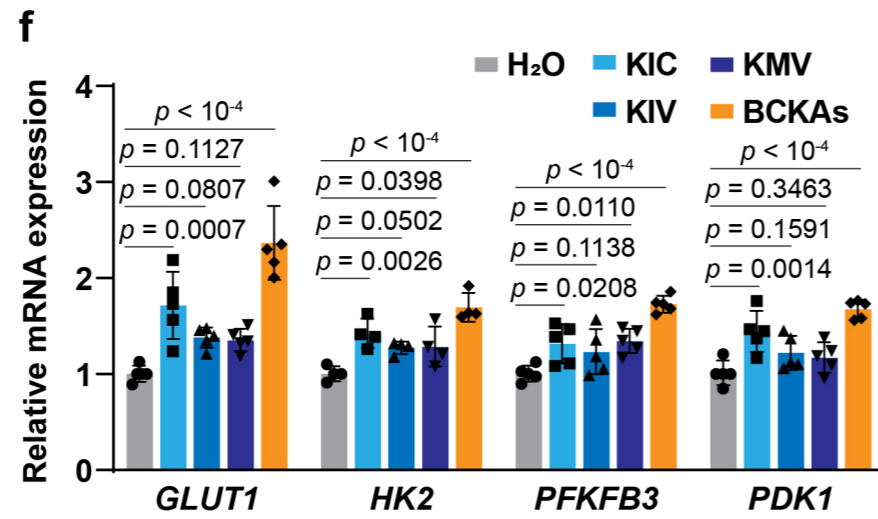 f
H₂O KIC KMV
KIV BCKAs
Relative mRNA expression
4
3
2
1
0
p < 10⁻⁴
p = 0.1127
p = 0.0807
p = 0.0007
p < 10⁻⁴
p = 0.0398
p = 0.0502
p = 0.0026
p < 10⁻⁴
p = 0.0110
p = 0.1138
p = 0.0208
p < 10⁻⁴
p = 0.3463
p = 0.1591
p = 0.0014
GLUT1 HK2 PFKFB3 PDK1